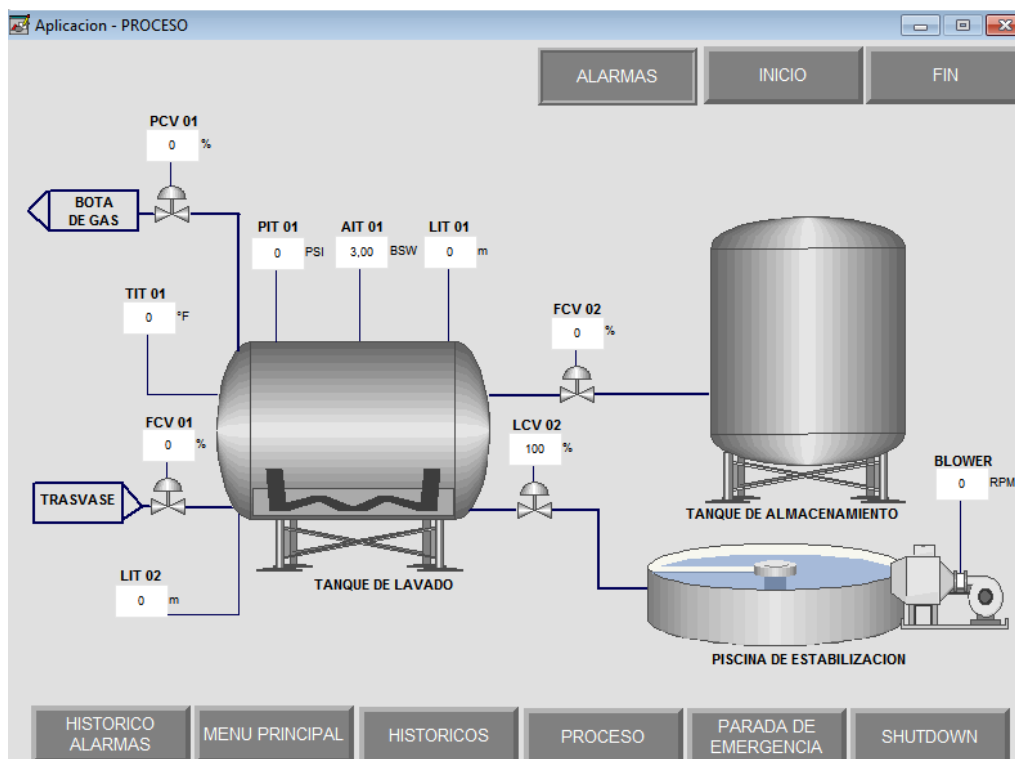 Aplicacion - PROCESO
ALARMAS
INICIO
FIN
PCV 01
0 %
BOTA
DE GAS
PIT 01
0 PSI
AIT 01
3,00 BSW
LIT 01
0 m
TIT 01
0 °F
FCV 02
0 %
FCV 01
0 %
LCV 02
100 %
BLOWER
0 RPM
TRASVASE
TANQUE DE ALMACENAMIENTO
LIT 02
0 m
TANQUE DE LAVADO
PISCINA DE ESTABILIZACION
HISTORICO
ALARMAS
MENU PRINCIPAL
HISTORICOS
PROCESO
PARADA DE
EMERGENCIA
SHUTDOWN